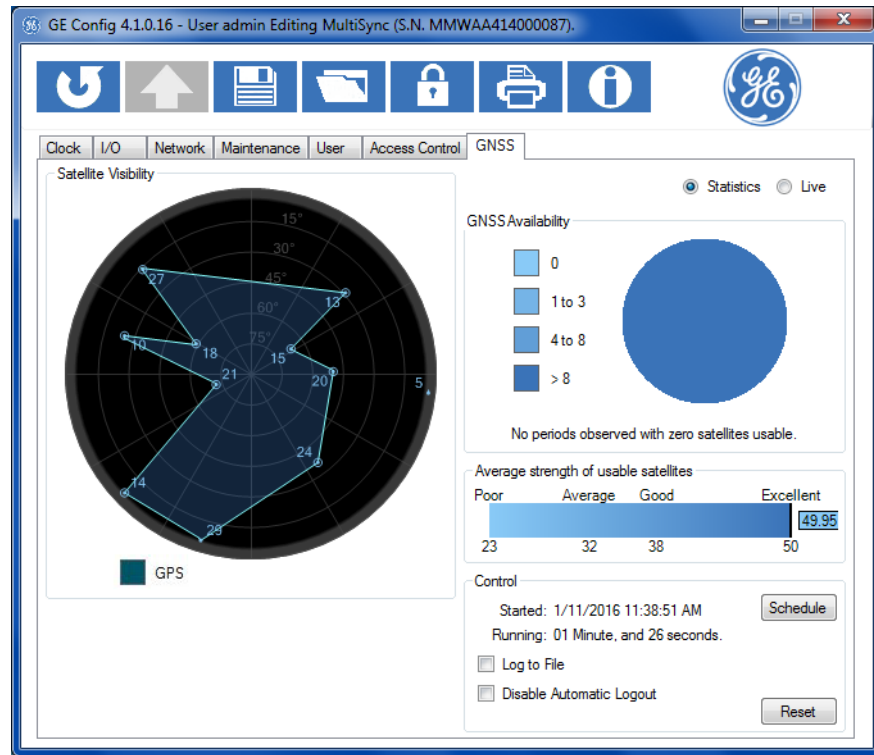 GE Config 4.1.0.16 - User admin Editing MultiSync (S.N. MMWAA414000087).
GE
Clock I/O Network Maintenance User Access Control GNSS
Satellite Visibility
15°
30°
45°
60°
75°
27
13
10
18
15
21
20
5
24
14
29
GPS
Statistics Live
GNSS Availability
0
1 to 3
4 to 8
> 8
No periods observed with zero satellites usable.
Average strength of usable satellites
Poor Average Good Excellent
49.95
23 32 38 50
Control
Started: 1/11/2016 11:38:51 AM Schedule
Running: 01 Minute, and 26 seconds.
Log to File
Disable Automatic Logout
Reset